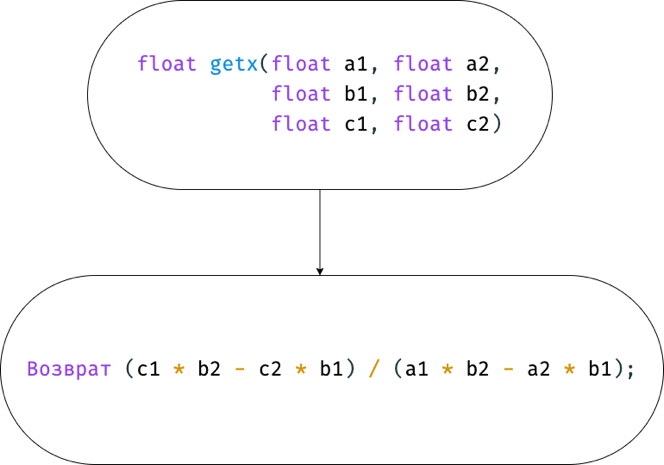 float getx(float a1, float a2,
float b1, float b2,
float c1, float c2)
Возврат (c1 * b2 - c2 * b1) / (a1 * b2 - a2 * b1);